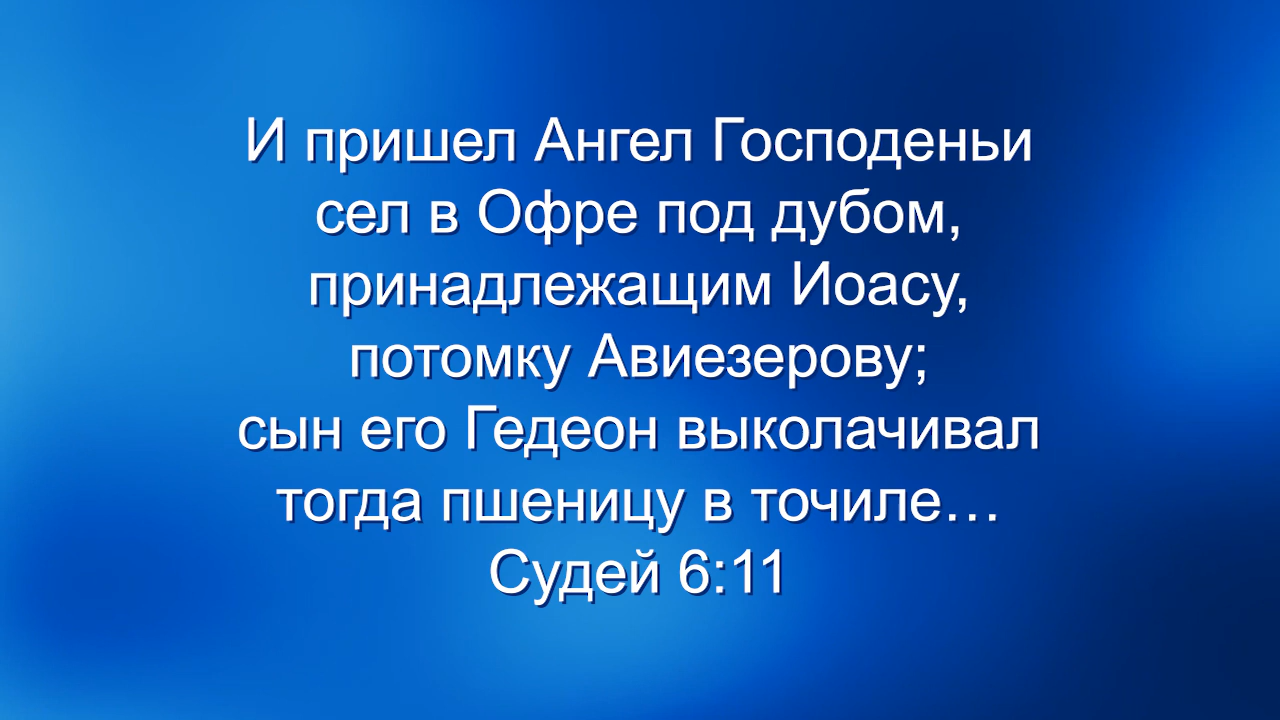 И пришел Ангел Господеньи
сел в Офре под дубом,
принадлежащим Иоасу,
потомку Авиезерову;
сын его Гедеон выколачивал
тогда пшеницу в точиле…
Судей 6:11